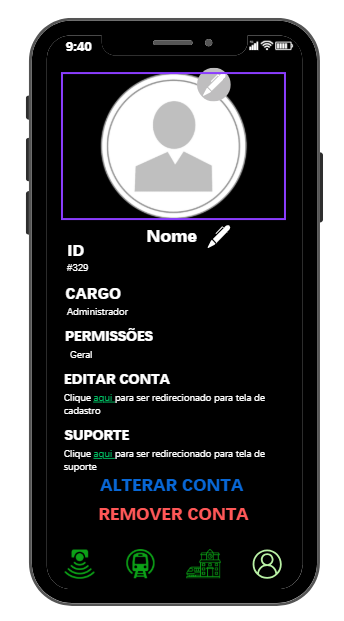 9:40
Nome
ID
#329
CARGO
Administrador
PERMISSÕES
Geral
EDITAR CONTA
Clique aqui para ser redirecionado para tela de
cadastro
SUPORTE
Clique aqui para ser redirecionado para tela de
suporte
ALTERAR CONTA
REMOVER CONTA